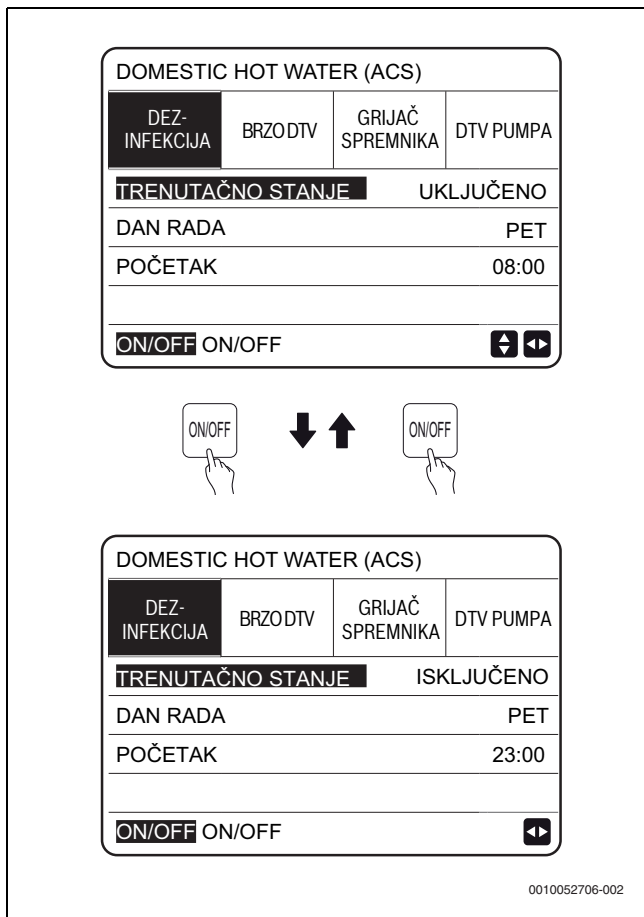 DOMESTIC HOT WATER (ACS)
DEZ-
INFEKCIJA
BRZO DTV
GRIJAČ
SPREMNIKA
DTV PUMPA
TRENUTAČNO STANJE UKLJUČENO
DAN RADA PET
POČETAK 08:00
ON/OFF ON/OFF
ON/OFF ON/OFF
DOMESTIC HOT WATER (ACS)
DEZ-
INFEKCIJA
BRZO DTV
GRIJAČ
SPREMNIKA
DTV PUMPA
TRENUTAČNO STANJE ISKLJUČENO
DAN RADA PET
POČETAK 23:00
ON/OFF ON/OFF
0010052706-002